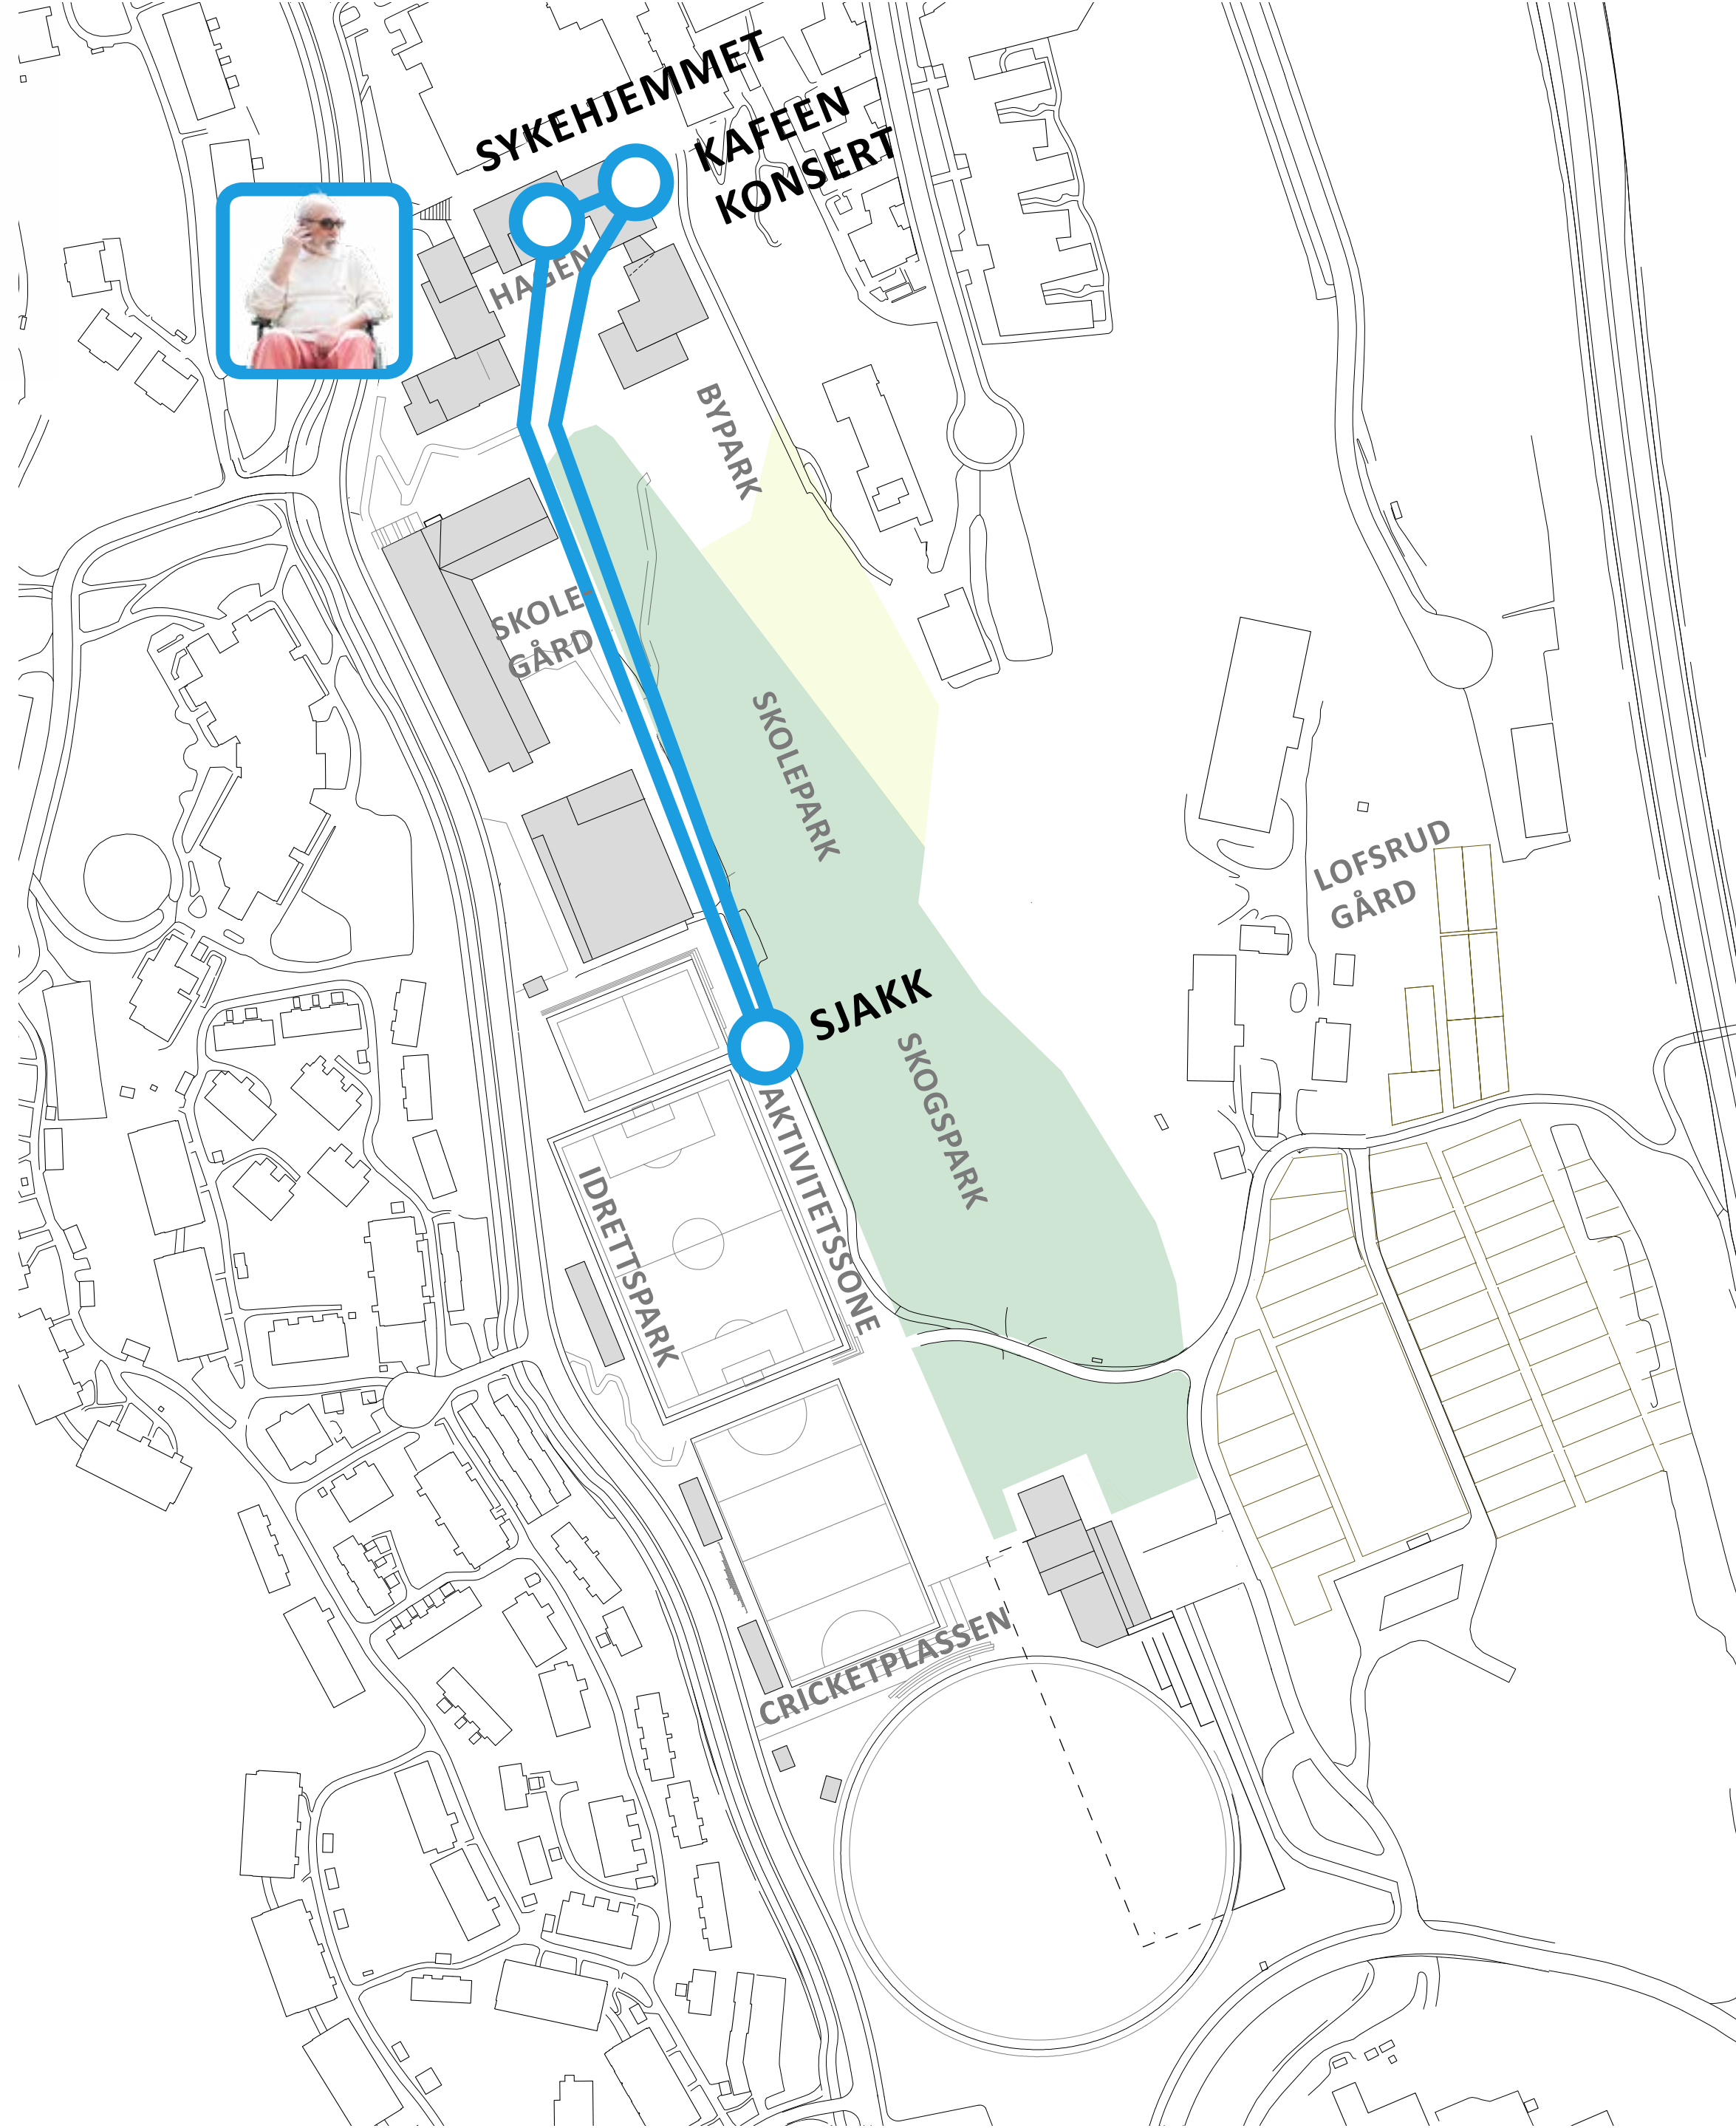 SYKEHJEMMET
KAFEEN
KONSERT
HAGEN
BYPARK
SKOLE-
GÅRD
SKOLEPARK
LOFSRUD
GÅRD
SJAKK
SKOGSPARK
AKTIVITETSSONE
IDRETTSPARK
CRICKETPLASSEN